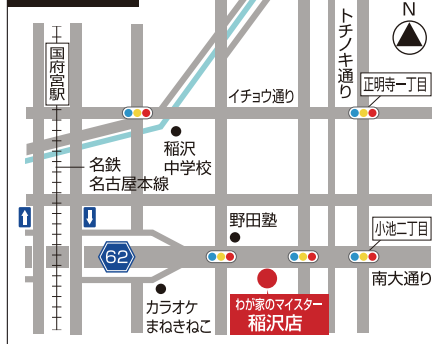 N
国府宮駅
イチョウ通り
トチノキ通り
正明寺一丁目
稲沢
中学校
名鉄
名古屋本線
野田塾
小池二丁目
62
南大通り
カラオケ
まねきねこ
わが家のマイスター
稲沢店